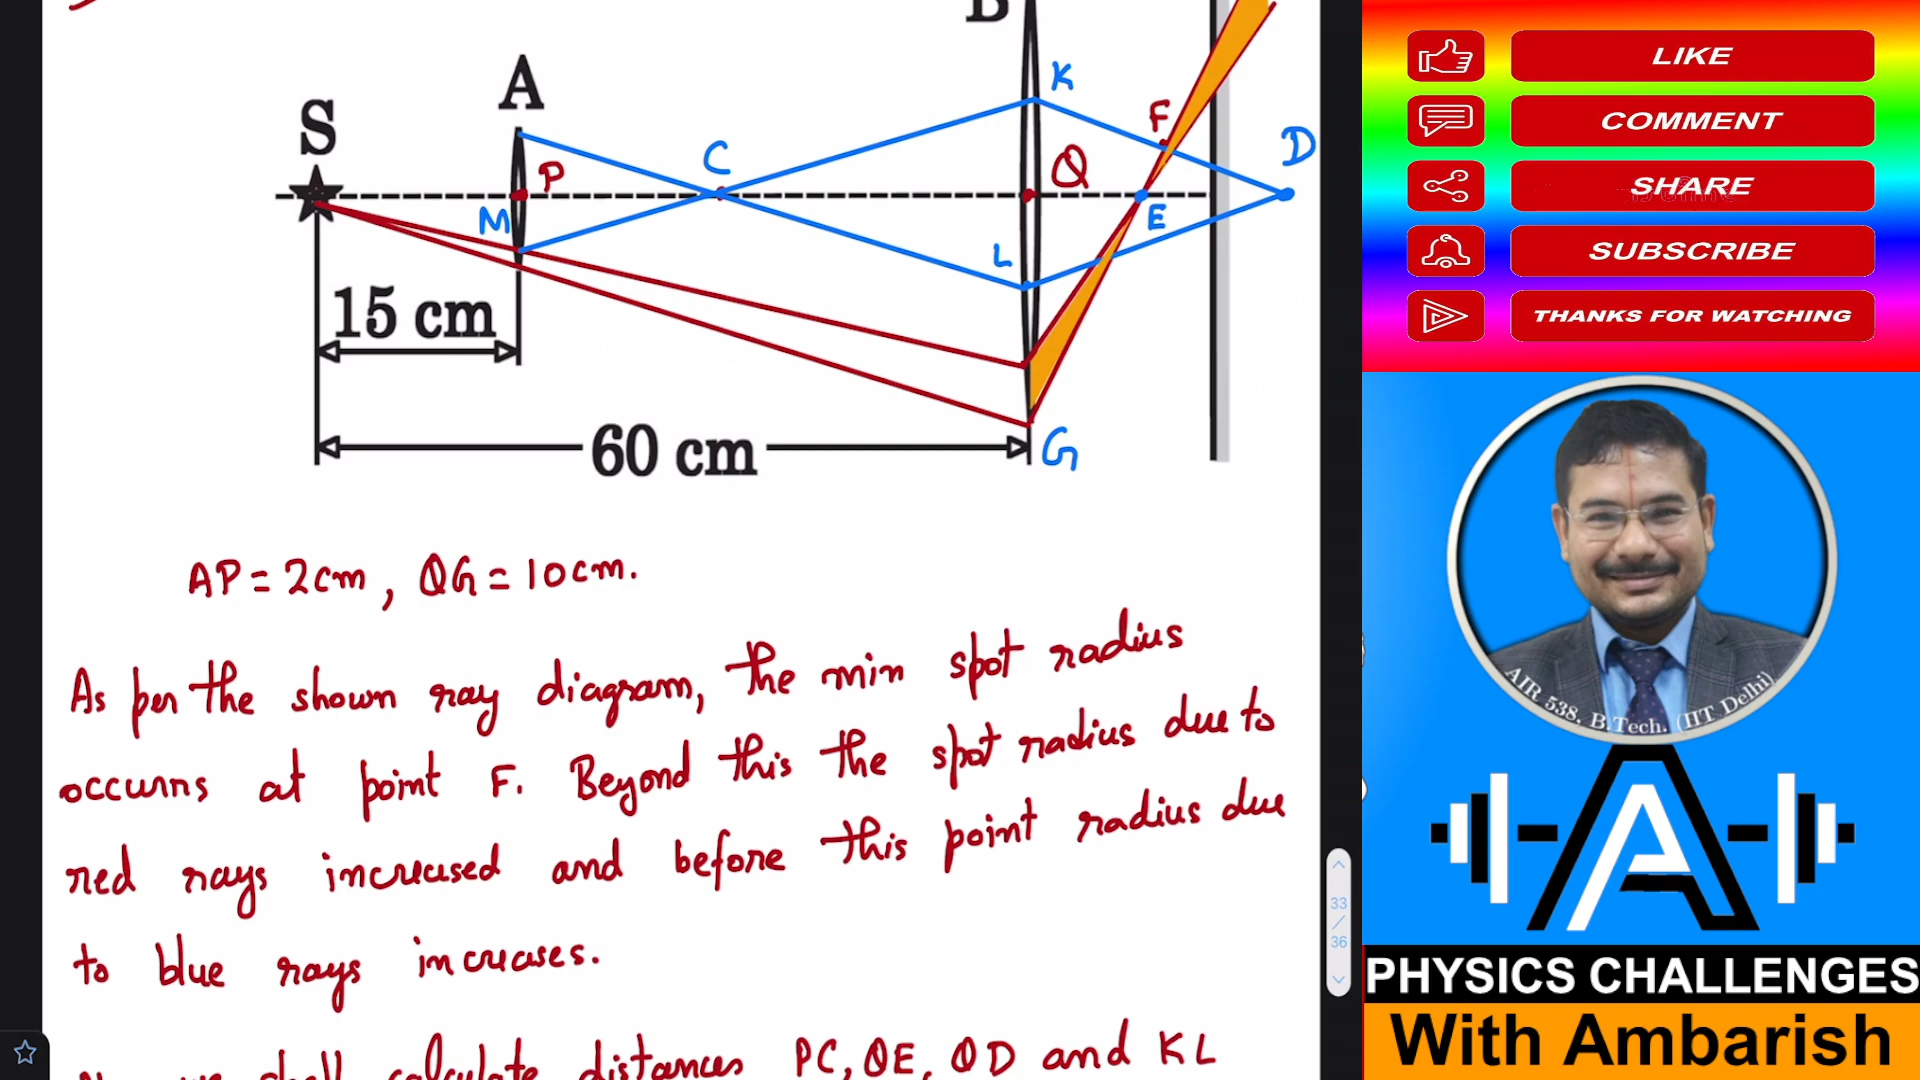 B
K
A
F
S
C
D
P
Q
M
E
L
15 cm
60 cm
G
AP = 2cm, QG = 10cm.
As per the shown ray diagram, the min spot radius
occurns at point F. Beyond this the spot radius due to
red rays increased and before this point radius due
to blue rays increases.
shall calculate distances PC, QE, QD and KL
33
/
36
LIKE
COMMENT
SHARE
SUBSCRIBE
THANKS FOR WATCHING
AIR 538, B.Tech. (IIT Delhi)
A
PHYSICS CHALLENGES
With Ambarish